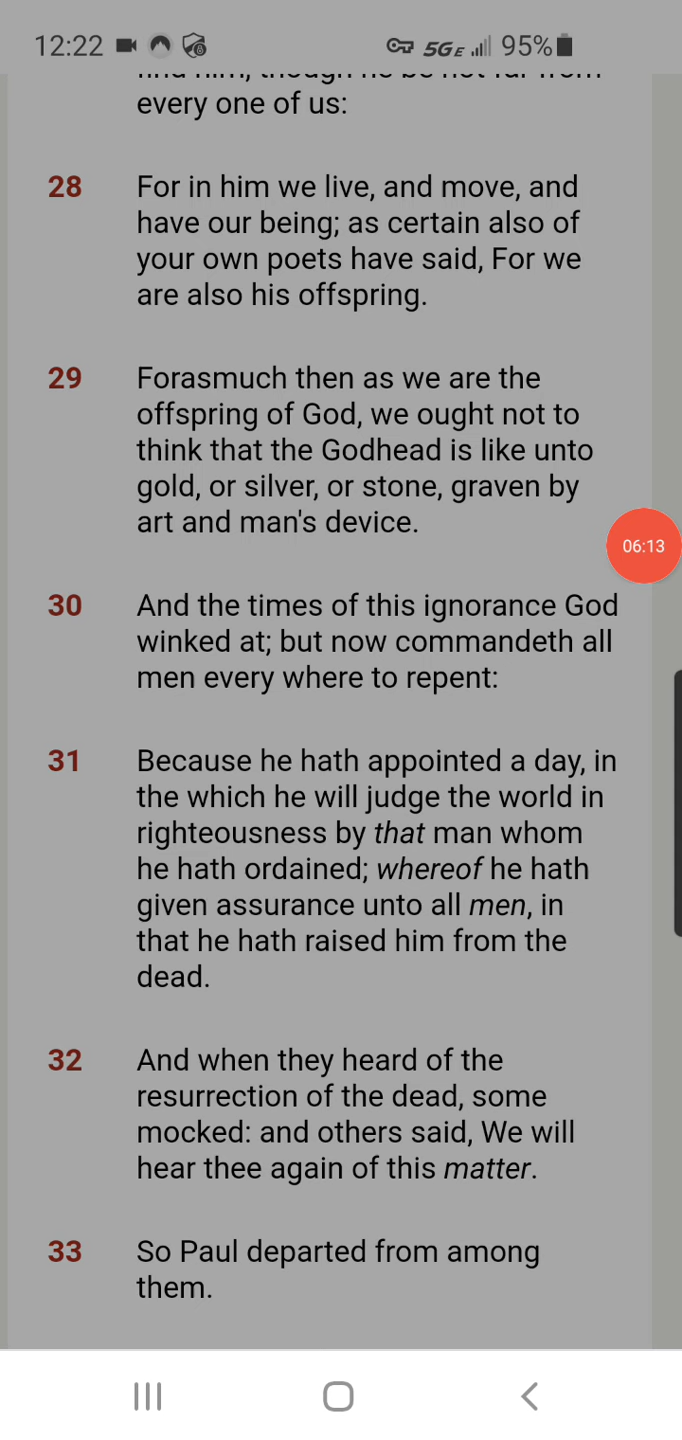 12:22 5GE 95%
find him, though he be not far from
every one of us:
28 For in him we live, and move, and
have our being; as certain also of
your own poets have said, For we
are also his offspring.
29 Forasmuch then as we are the
offspring of God, we ought not to
think that the Godhead is like unto
gold, or silver, or stone, graven by
art and man's device.
06:13
30 And the times of this ignorance God
winked at; but now commandeth all
men every where to repent:
31 Because he hath appointed a day, in
the which he will judge the world in
righteousness by that man whom
he hath ordained; whereof he hath
given assurance unto all men, in
that he hath raised him from the
dead.
32 And when they heard of the
resurrection of the dead, some
mocked: and others said, We will
hear thee again of this matter.
33 So Paul departed from among
them.